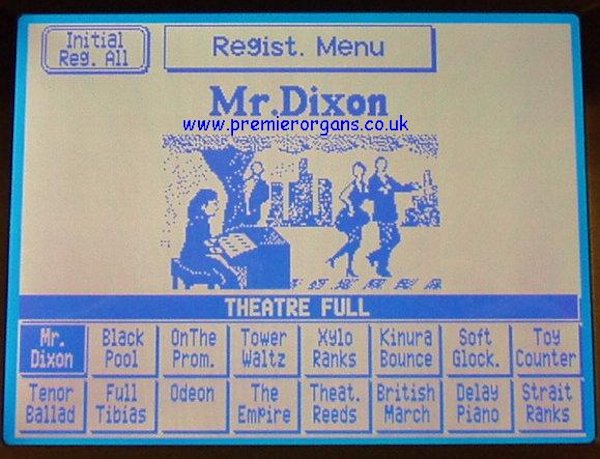 Initial
Reg. All
Regist. Menu
Mr.Dixon
www.premierorgans.co.uk
THEATRE FULL
Mr.
Dixon
Black
Pool
OnThe
Prom.
Tower
Waltz
Xylo
Ranks
Kinura
Bounce
Soft
Glock.
Toy
Counter
Tenor
Ballad
Full
Tibias
Odeon
The
Empire
Theat.
Reeds
British
March
Delay
Piano
Strait
Ranks